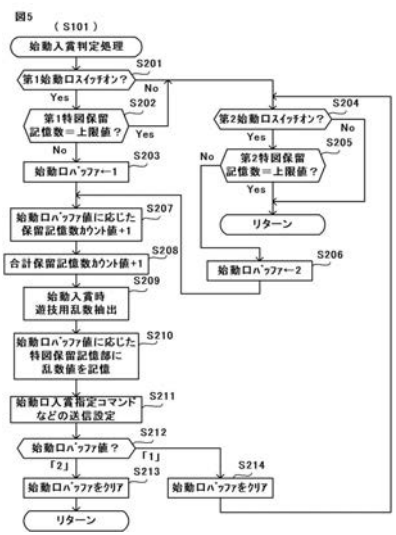 図5
(S101)
始動入賞判定処理
S201
第1始動口スイッチオン?
No
Yes
S202
第1特図保留
記憶数=上限値?
Yes
No
S203
始動口バッファ←1
S204
第2始動口スイッチオン?
No
Yes
S205
第2特図保留
記憶数=上限値?
No
Yes
リターン
S206
始動口バッファ←2
S207
始動口バッファ値に応じた
保留記憶数カウント値+1
S208
合計保留記憶数カウント値+1
S209
始動入賞時
遊技用乱数抽出
S210
始動口バッファ値に応じた
特図保留記憶部に
乱数値を記憶
S211
始動口入賞指定コマンド
などの送信設定
S212
始動口バッファ値?
「2」
「1」
S213
始動口バッファをクリア
S214
始動口バッファをクリア
リターン